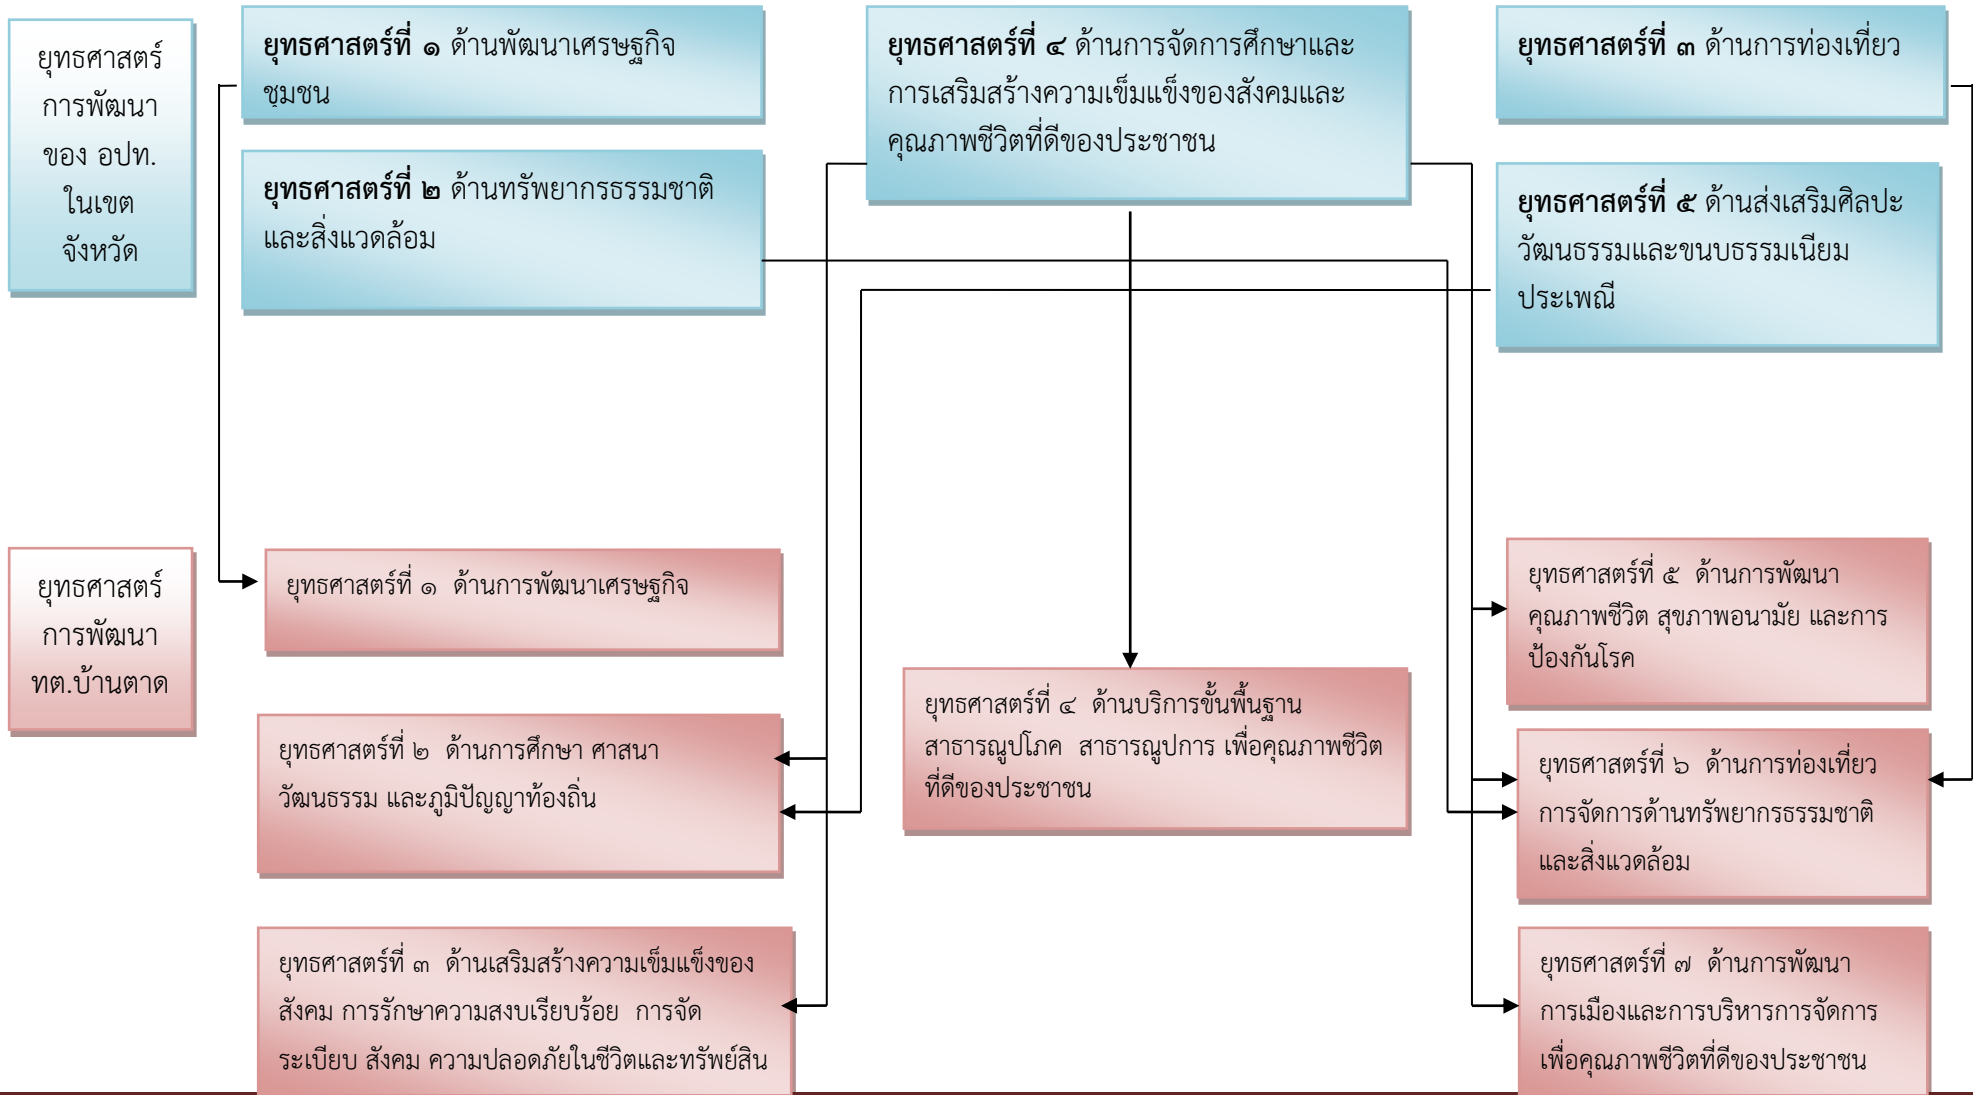 ยุทธศาสตร์
การพัฒนา
ของ อปท.
ในเขต
จังหวัด
ยุทธศาสตร์ที่ ๑ ด้านพัฒนาเศรษฐกิจ
ชุมชน
ยุทธศาสตร์ที่ ๒ ด้านทรัพยากรธรรมชาติ
และสิ่งแวดล้อม
ยุทธศาสตร์ที่ ๔ ด้านการจัดการศึกษาและ
การเสริมสร้างความเข็มแข็งของสังคมและ
คุณภาพชีวิตที่ดีของประชาชน
ยุทธศาสตร์ที่ ๓ ด้านการท่องเที่ยว
ยุทธศาสตร์ที่ ๕ ด้านส่งเสริมศิลปะ
วัฒนธรรมและขนบธรรมเนียม
ประเพณี
ยุทธศาสตร์
การพัฒนา
ทต.บ้านตาด
ยุทธศาสตร์ที่ ๑ ด้านการพัฒนาเศรษฐกิจ
ยุทธศาสตร์ที่ ๒ ด้านการศึกษา ศาสนา
วัฒนธรรม และภูมิปัญญาท้องถิ่น
ยุทธศาสตร์ที่ ๓ ด้านเสริมสร้างความเข็มแข็งของ
สังคม การรักษาความสงบเรียบร้อย การจัด
ระเบียบ สังคม ความปลอดภัยในชีวิตและทรัพย์สิน
ยุทธศาสตร์ที่ ๔ ด้านบริการขั้นพื้นฐาน
สาธารณูปโภค สาธารณูปการ เพื่อคุณภาพชีวิต
ที่ดีของประชาชน
ยุทธศาสตร์ที่ ๕ ด้านการพัฒนา
คุณภาพชีวิต สุขภาพอนามัย และการ
ป้องกันโรค
ยุทธศาสตร์ที่ ๖ ด้านการท่องเที่ยว
การจัดการด้านทรัพยากรธรรมชาติ
และสิ่งแวดล้อม
ยุทธศาสตร์ที่ ๗ ด้านการพัฒนา
การเมืองและการบริหารการจัดการ
เพื่อคุณภาพชีวิตที่ดีของประชาชน